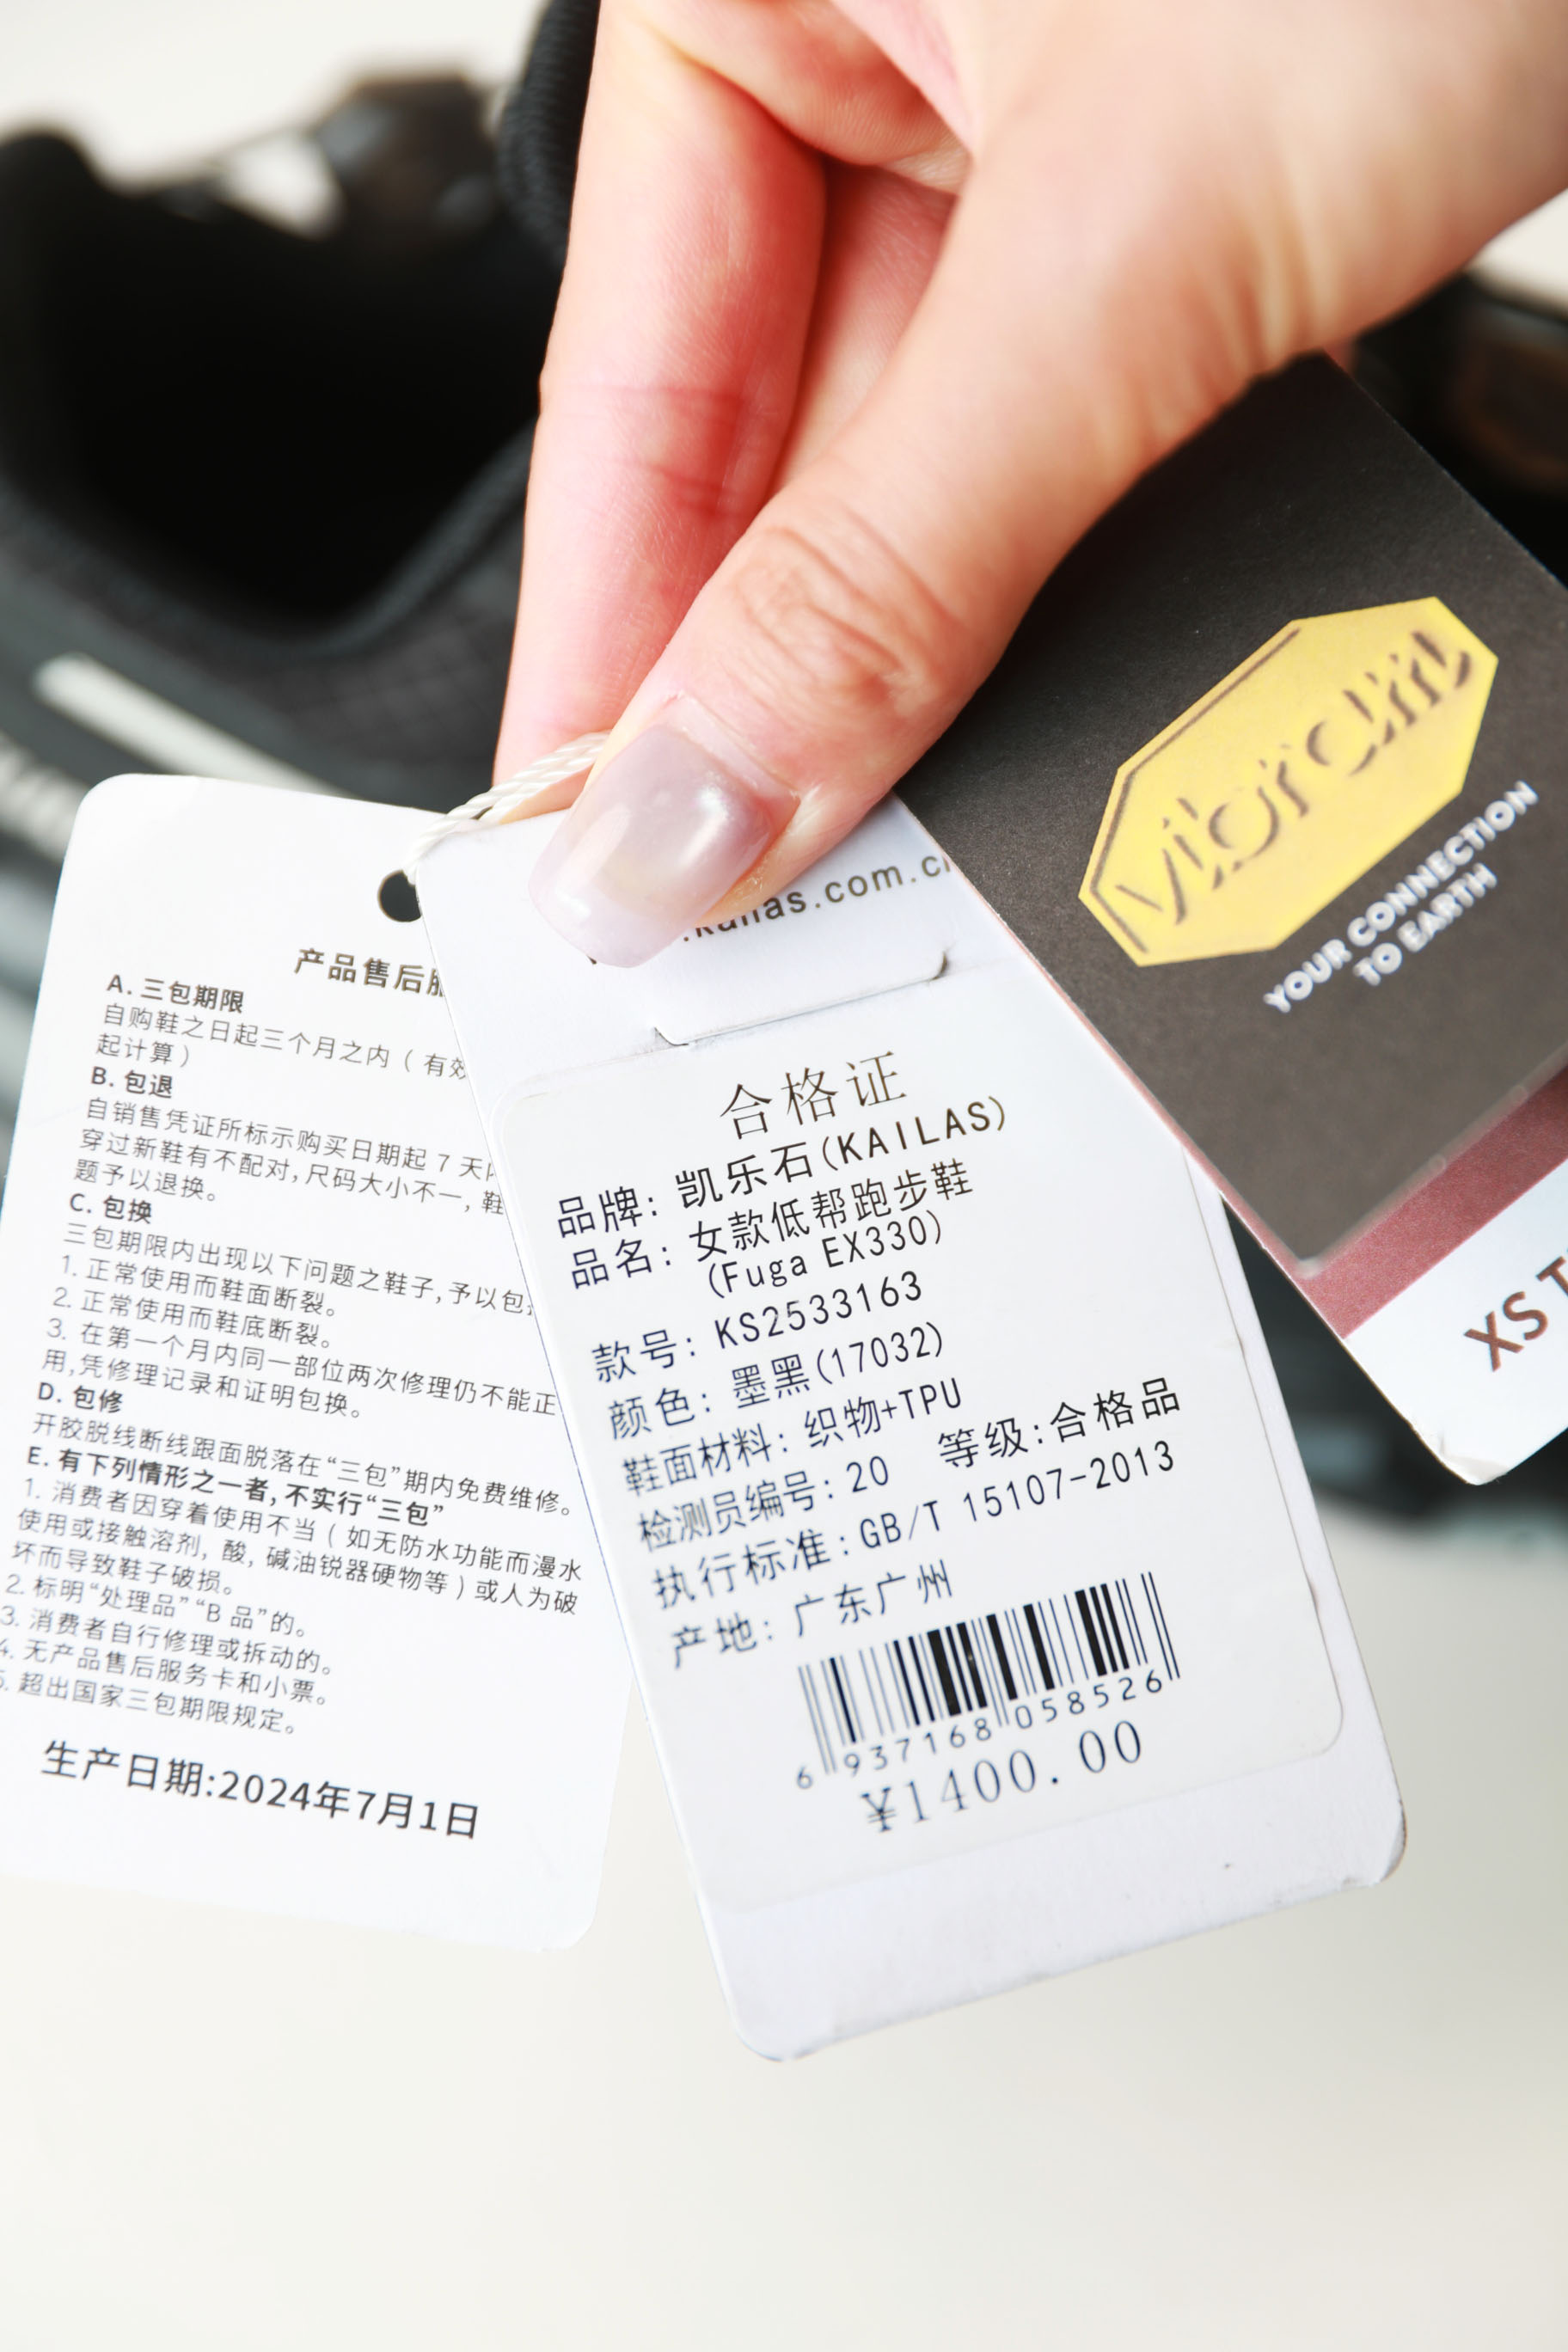 产品售后
A. 三包期限
自购鞋之日起三个月之内（有效
起计算）
B. 包退
自销售凭证所标示购买日期起 7 天
穿过新鞋有不配对,尺码大小不一,鞋
题予以退换。
C. 包换
三包期限内出现以下问题之鞋子,予以包
1. 正常使用而鞋面断裂。
2. 正常使用而鞋底断裂。
3. 在第一个月内同一部位两次修理仍不能正
用,凭修理记录和证明包换。
D. 包修
开胶脱线断线跟面脱落在“三包”期内免费维修。
E. 有下列情形之一者,不实行“三包”
1. 消费者因穿着使用不当（如无防水功能而漫水
使用或接触溶剂, 酸, 碱油锐器硬物等）或人为破
坏而导致鞋子破损。
2. 标明“处理品”“B 品”的。
3. 消费者自行修理或拆动的。
4. 无产品售后服务卡和小票。
5. 超出国家三包期限规定。
生产日期:2024年7月1日
.kailas.com.cn
合格证
品牌: 凯乐石(KAILAS)
品名: 女款低帮跑步鞋
(Fuga EX330)
款号: KS2533163
颜色: 墨黑(17032)
鞋面材料: 织物+TPU
检测员编号: 20 等级:合格品
执行标准:GB/T 15107-2013
产地: 广东广州
6 937168 058526
¥1400.00
vibram
YOUR CONNECTION
TO EARTH
XS T